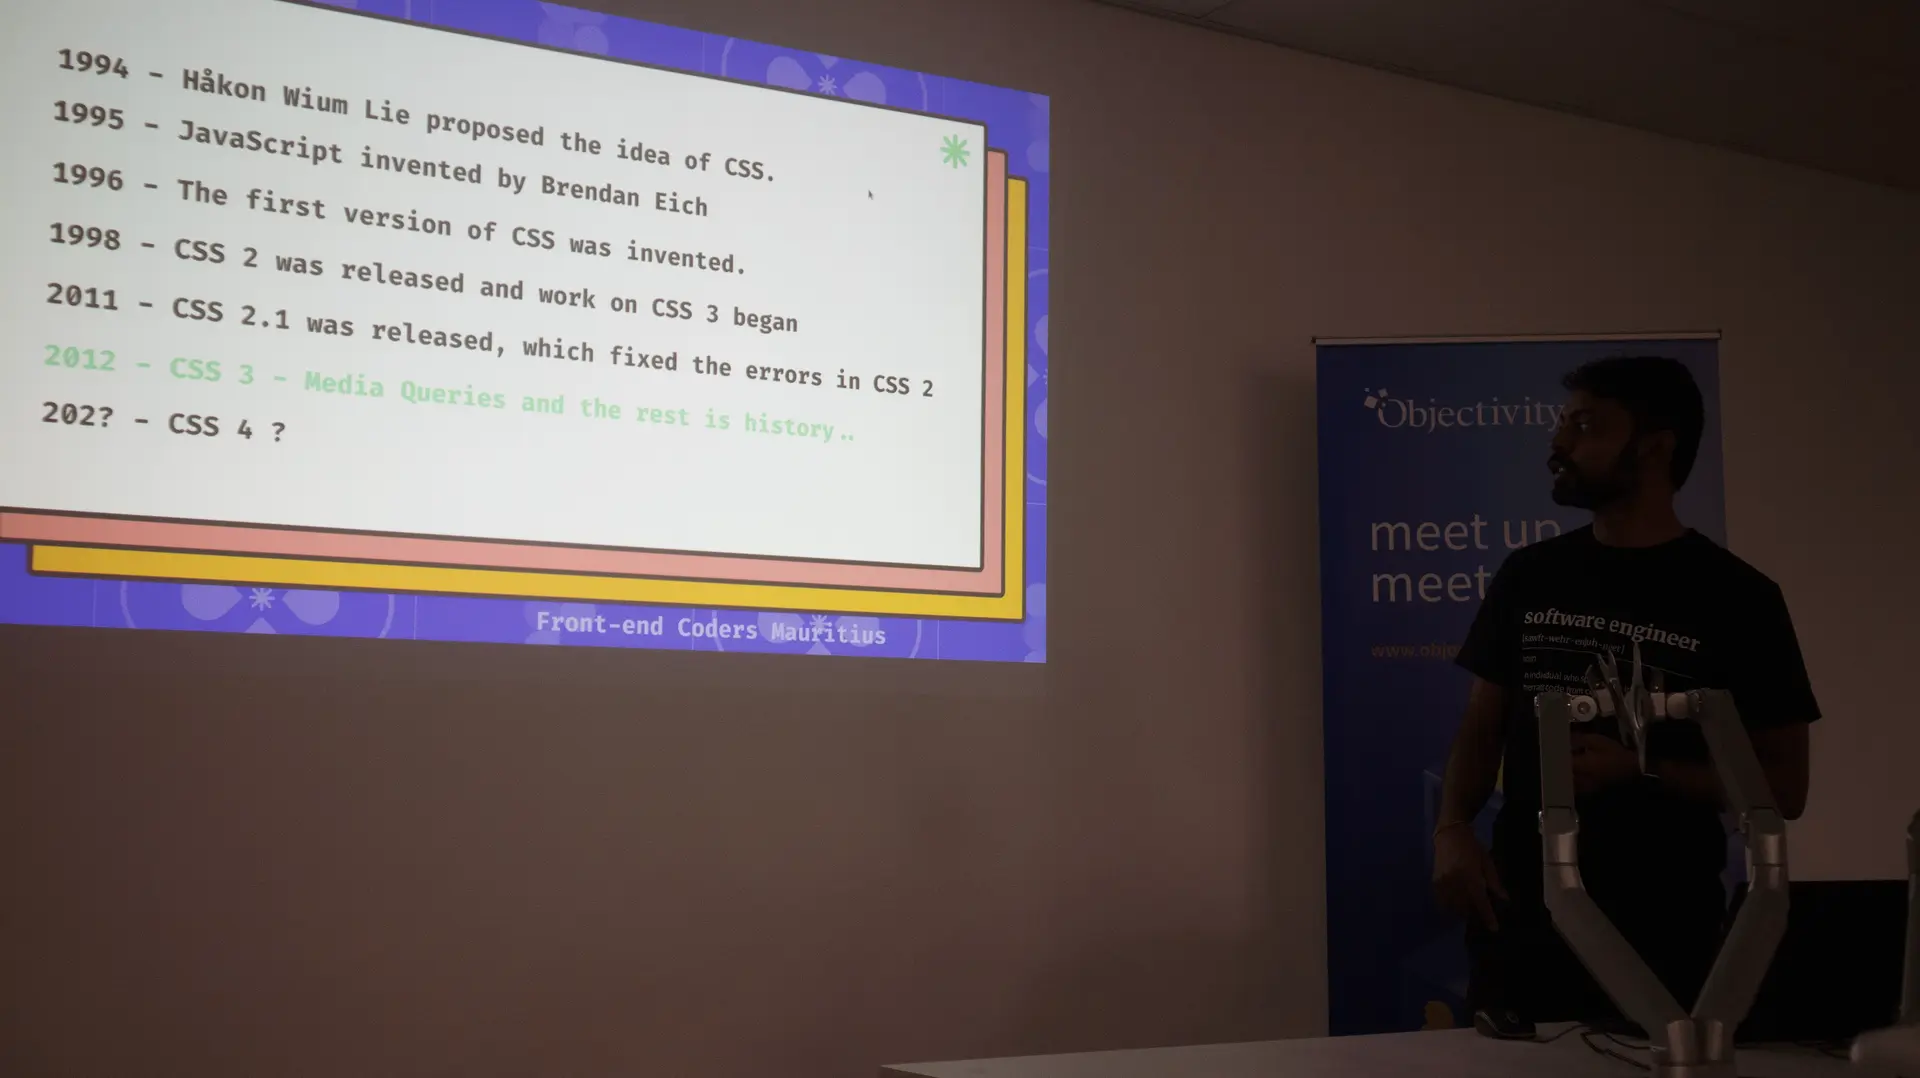 1994 – Håkon Wium Lie proposed the idea of CSS.
1995 – JavaScript invented by Brendan Eich
1996 – The first version of CSS was invented.
1998 – CSS 2 was released and work on CSS 3 began
2011 – CSS 2.1 was released, which fixed the errors in CSS 2
2012 – CSS 3 – Media Queries and the rest is history..
202? – CSS 4 ?
Front-end Coders Mauritius
Objectivity
meet up
meet
www.obje
software engineer
noun